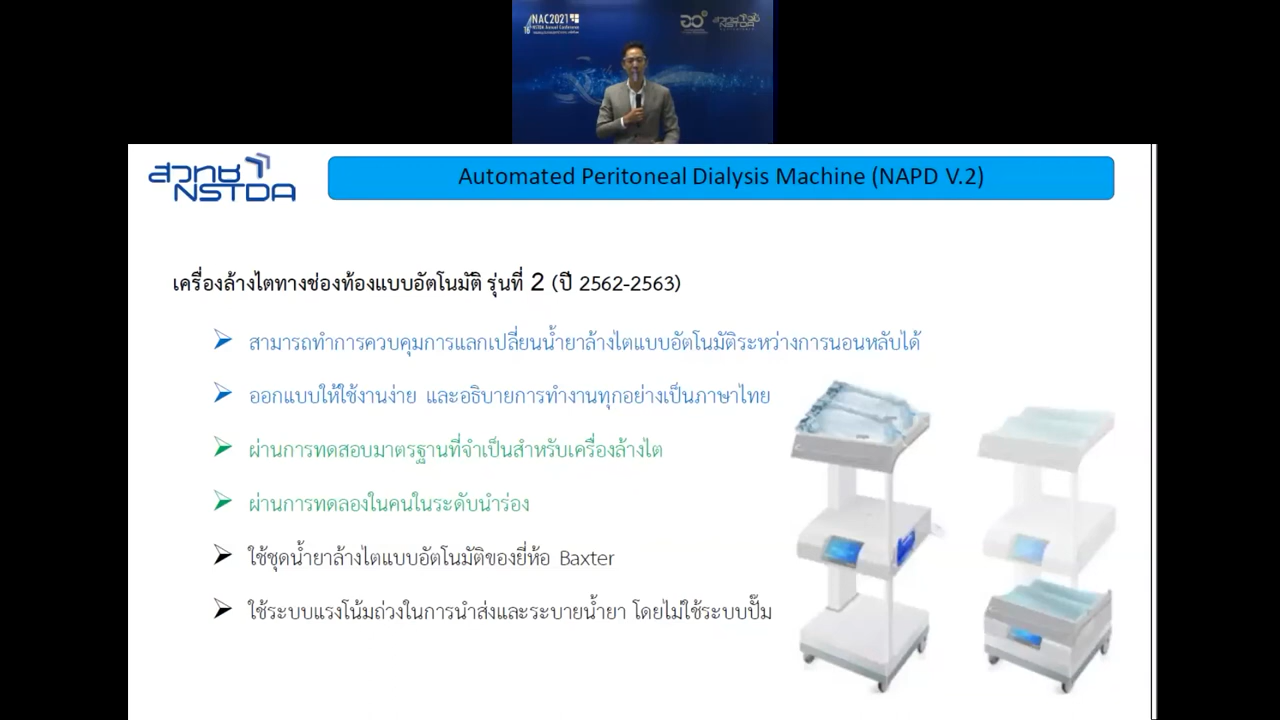 NAC2021
NSTDA Annual Conference
สวทช
NSTDA
สวทช
NSTDA
Automated Peritoneal Dialysis Machine (NAPD V.2)
เครื่องล้างไตทางช่องท้องแบบอัตโนมัติ รุ่นที่ 2 (ปี 2562-2563)
สามารถทำการควบคุมการแลกเปลี่ยนน้ำยาล้างไตแบบอัตโนมัติระหว่างการนอนหลับได้
ออกแบบให้ใช้งานง่าย และอธิบายการทำงานทุกอย่างเป็นภาษาไทย
ผ่านการทดสอบมาตรฐานที่จำเป็นสำหรับเครื่องล้างไต
ผ่านการทดลองในคนในระดับนำร่อง
ใช้ชุดน้ำยาล้างไตแบบอัตโนมัติของยี่ห้อ Baxter
ใช้ระบบแรงโน้มถ่วงในการนำส่งและระบายน้ำยา โดยไม่ใช้ระบบปั๊ม